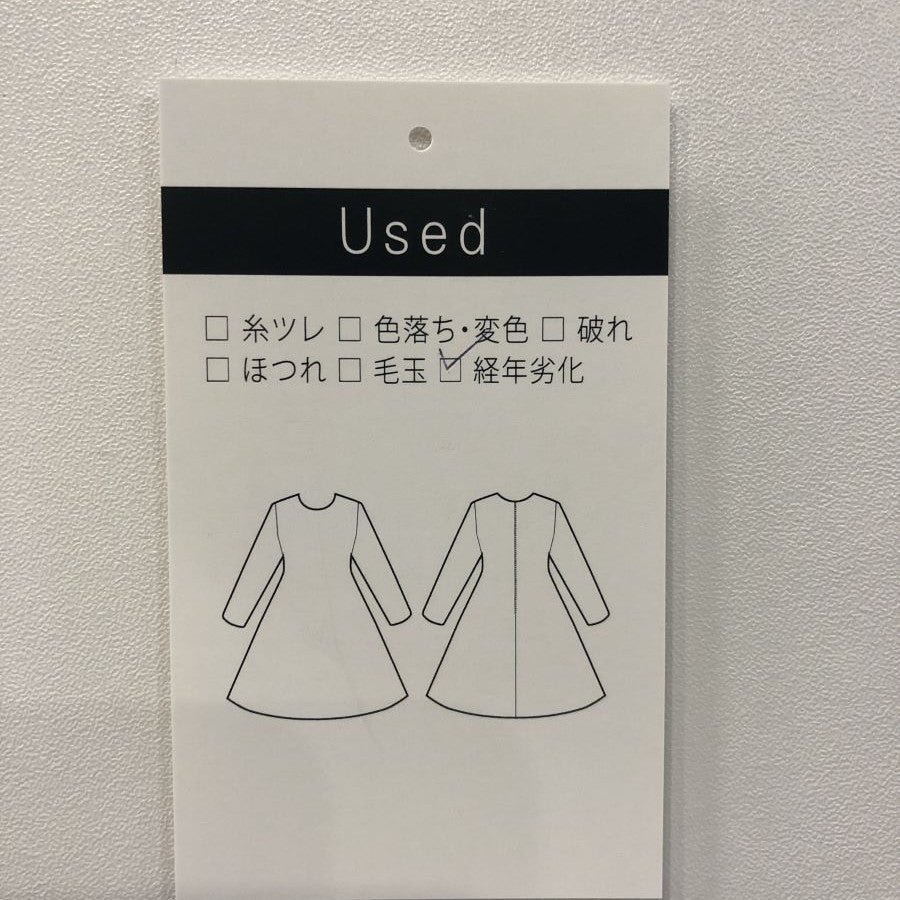 Used
□ 糸ツレ □ 色落ち・変色 □ 破れ
□ ほつれ □ 毛玉 ☑ 経年劣化